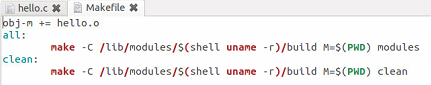 hello.c Makefile
obj-m += hello.o
all:
        make -C /lib/modules/$(shell uname -r)/build M=$(PWD) modules
clean:
        make -C /lib/modules/$(shell uname -r)/build M=$(PWD) clean